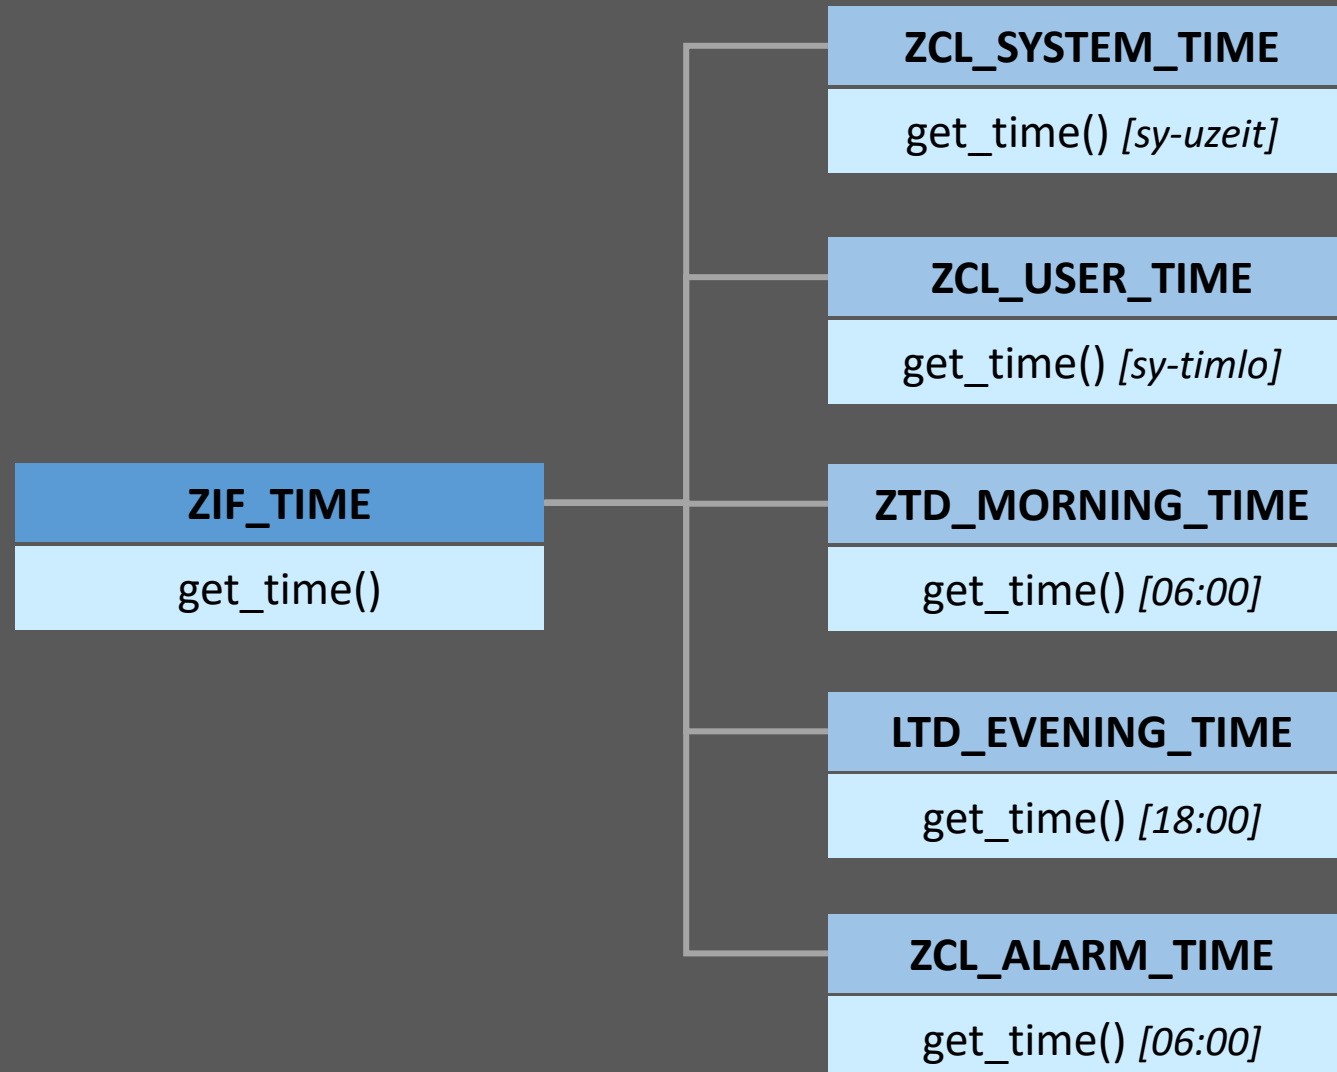 ZCL_SYSTEM_TIME
get_time() [sy-uzeit]
ZCL_USER_TIME
get_time() [sy-timlo]
ZIF_TIME
get_time()
ZTD_MORNING_TIME
get_time() [06:00]
LTD_EVENING_TIME
get_time() [18:00]
ZCL_ALARM_TIME
get_time() [06:00]